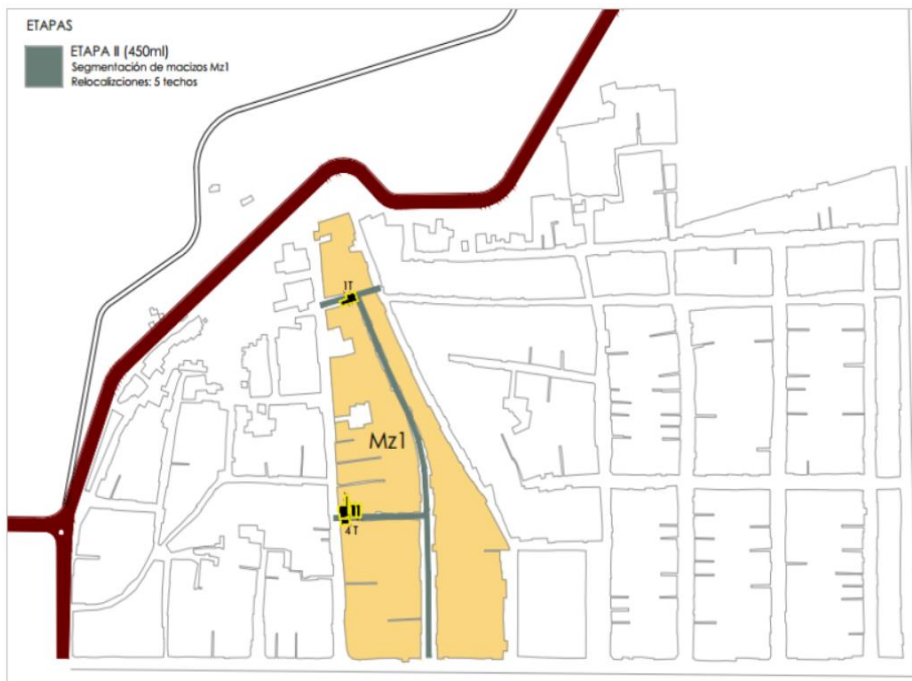 ETAPAS
ETAPA II (450ml)
Segmentación de macizos Mz1
Relocalizciones: 5 techos
1T
Mz1
4 T